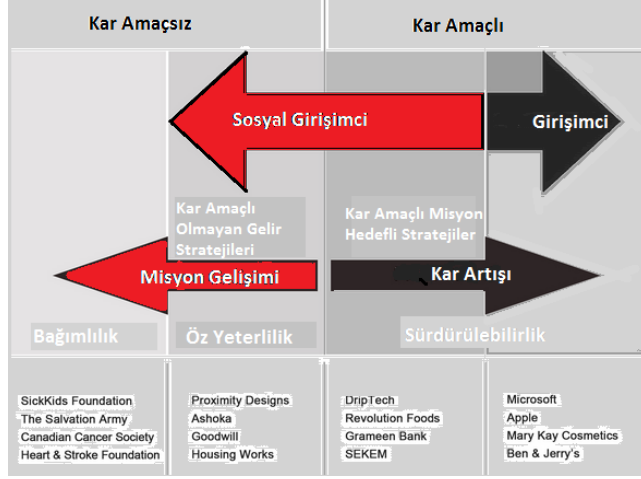 Kar Amaçsız
Kar Amaçlı
Sosyal Girişimci
Girişimci
Kar Amaçlı
Olmayan Gelir
Stratejileri
Kar Amaçlı Misyon
Hedefli Stratejiler
Misyon Gelişimi
Kar Artışı
Bağımlılık
Öz Yeterlilik
Sürdürülebilirlik
SickKids Foundation
The Salvation Army
Canadian Cancer Society
Heart & Stroke Foundation
Proximity Designs
Ashoka
Goodwill
Housing Works
DripTech
Revolution Foods
Grameen Bank
SEKEM
Microsoft
Apple
Mary Kay Cosmetics
Ben & Jerry's